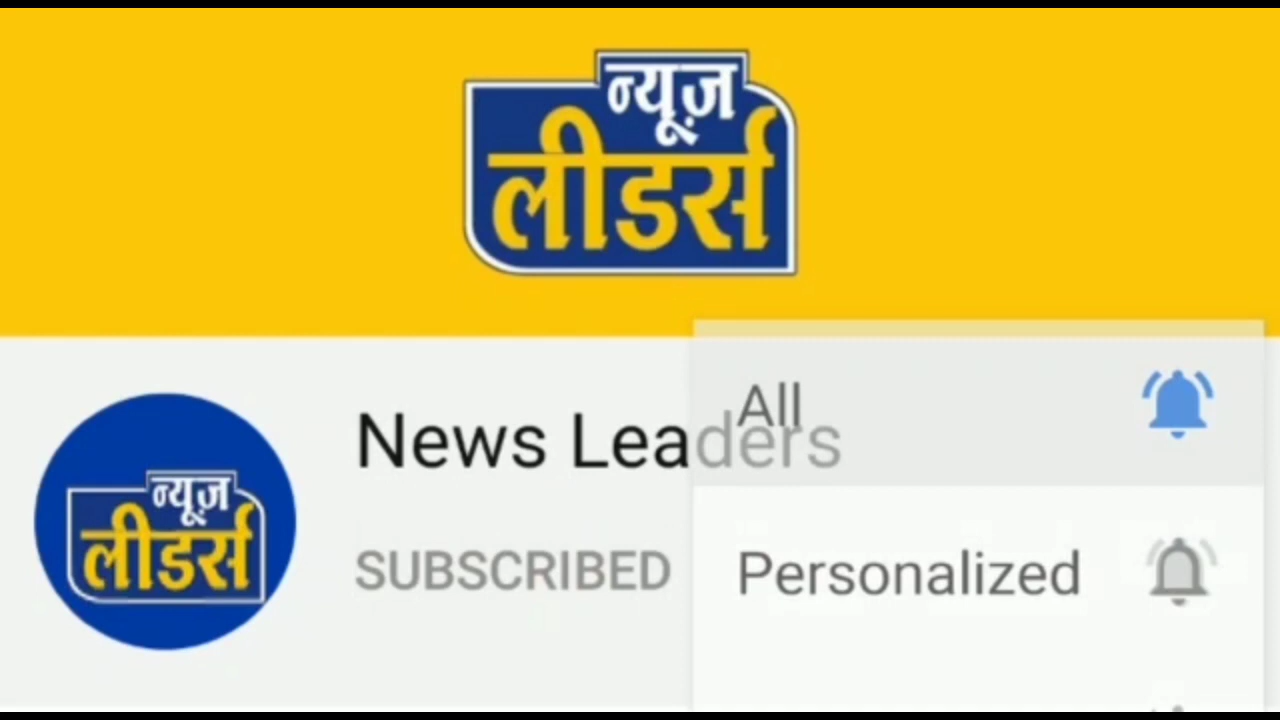 न्यूज़
लीडर्स
All
News Leaders
न्यूज़
लीडर्स
SUBSCRIBED
Personalized